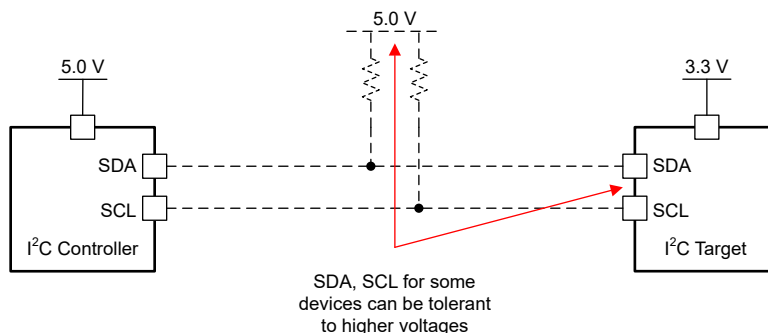 5.0 V
5.0 V
3.3 V
SDA
SDA
SCL
SCL
I²C Controller
I²C Target
SDA, SCL for some
devices can be tolerant
to higher voltages